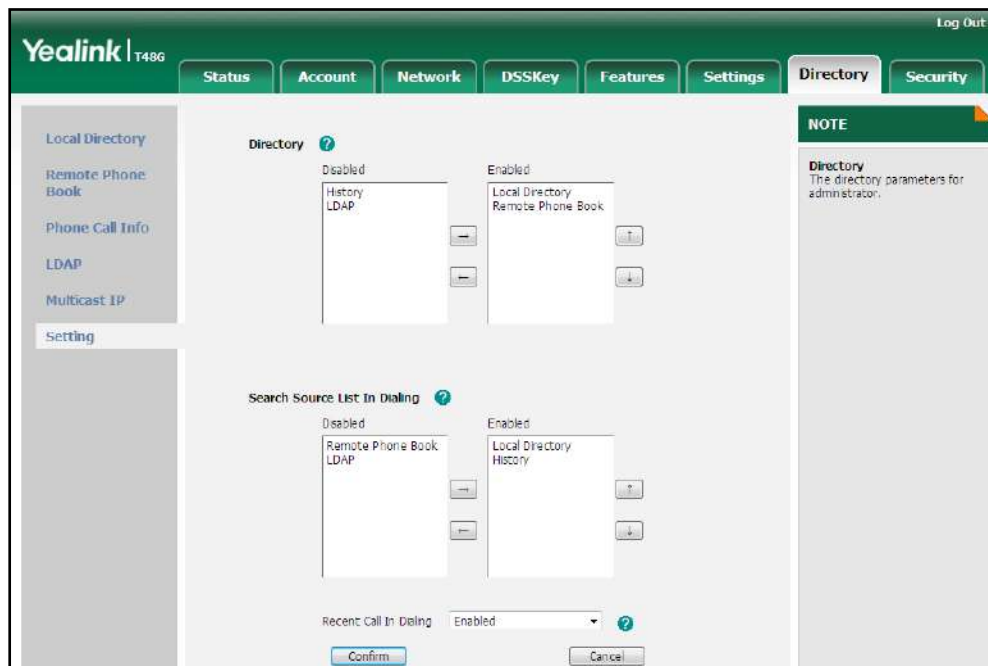 Log Out
Yealink | T48G
Status Account Network DSSKey Features Settings Directory Security
Local Directory
Remote Phone
Book
Phone Call Info
LDAP
Multicast IP
Setting
Directory ?
Disabled Enabled
History Local Directory
LDAP Remote Phone Book
→ ↑
← ↓
Search Source List In Dialing ?
Disabled Enabled
Remote Phone Book Local Directory
LDAP History
→ ↑
← ↓
Recent Call In Dialing Enabled ?
Confirm Cancel
NOTE
Directory
The directory parameters for
administrator.